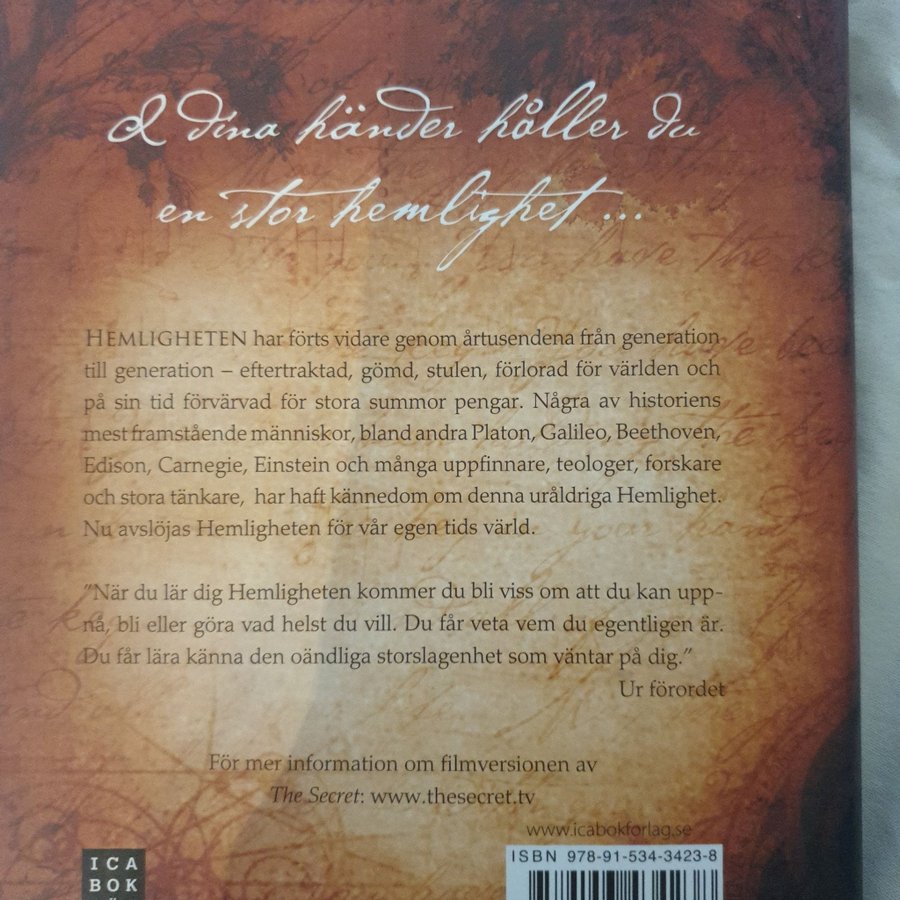 I dina händer håller du
en stor hemlighet ...
HEMLIGHETEN har förts vidare genom årtusendena från generation
till generation – eftertraktad, gömd, stulen, förlorad för världen och
på sin tid förvärvad för stora summor pengar. Några av historiens
mest framstående människor, bland andra Platon, Galileo, Beethoven,
Edison, Carnegie, Einstein och många uppfinnare, teologer, forskare
och stora tänkare, har haft kännedom om denna uråldriga Hemlighet.
Nu avslöjas Hemligheten för vår egen tids värld.
”När du lär dig Hemligheten kommer du bli viss om att du kan upp-
nå, bli eller göra vad helst du vill. Du får veta vem du egentligen är.
Du får lära känna den oändliga storslagenhet som väntar på dig.”
Ur förordet
För mer information om filmversionen av
The Secret: www.thesecret.tv
www.icabokforlag.se
ISBN 978-91-534-3423-8
ICA
BOK